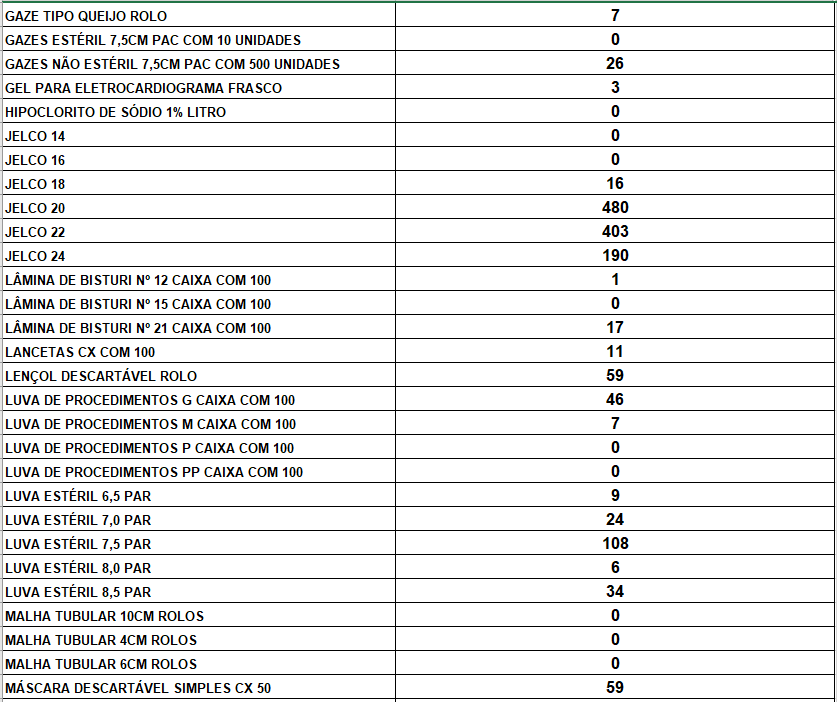 GAZE TIPO QUEIJO ROLO 7
GAZES ESTÉRIL 7,5CM PAC COM 10 UNIDADES 0
GAZES NÃO ESTÉRIL 7,5CM PAC COM 500 UNIDADES 26
GEL PARA ELETROCARDIOGRAMA FRASCO 3
HIPOCLORITO DE SÓDIO 1% LITRO 0
JELCO 14 0
JELCO 16 0
JELCO 18 16
JELCO 20 480
JELCO 22 403
JELCO 24 190
LÂMINA DE BISTURI Nº 12 CAIXA COM 100 1
LÂMINA DE BISTURI Nº 15 CAIXA COM 100 0
LÂMINA DE BISTURI Nº 21 CAIXA COM 100 17
LANCETAS CX COM 100 11
LENÇOL DESCARTÁVEL ROLO 59
LUVA DE PROCEDIMENTOS G CAIXA COM 100 46
LUVA DE PROCEDIMENTOS M CAIXA COM 100 7
LUVA DE PROCEDIMENTOS P CAIXA COM 100 0
LUVA DE PROCEDIMENTOS PP CAIXA COM 100 0
LUVA ESTÉRIL 6,5 PAR 9
LUVA ESTÉRIL 7,0 PAR 24
LUVA ESTÉRIL 7,5 PAR 108
LUVA ESTÉRIL 8,0 PAR 6
LUVA ESTÉRIL 8,5 PAR 34
MALHA TUBULAR 10CM ROLOS 0
MALHA TUBULAR 4CM ROLOS 0
MALHA TUBULAR 6CM ROLOS 0
MÁSCARA DESCARTÁVEL SIMPLES CX 50 59